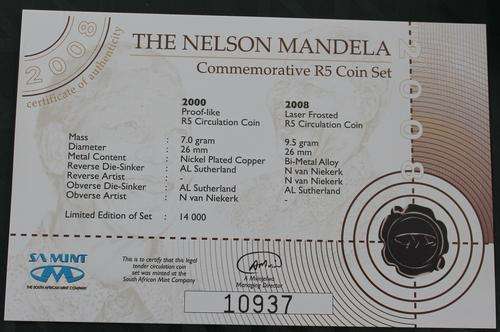 2008
certificate of authenticity
THE NELSON MANDELA
Commemorative R5 Coin Set
2000 2008
Proof-like Laser Frosted
R5 Circulation Coin R5 Circulation Coin
Mass : 7.0 gram 9.5 gram
Diameter : 26 mm 26 mm
Metal Content : Nickel Plated Copper Bi-Metal Alloy
Reverse Die-Sinker : AL Sutherland N van Niekerk
Reverse Artist : - N van Niekerk
Obverse Die-Sinker : AL Sutherland AL Sutherland
Obverse Artist : N van Niekerk -
Limited Edition of Set : 14 000
2008
SA MINT
THE SOUTH AFRICAN MINT COMPANY
This is to certify that this legal
tender circulation coin
set was minted at the
South African Mint Company
A Mvinjelwa
Managing Director
10937